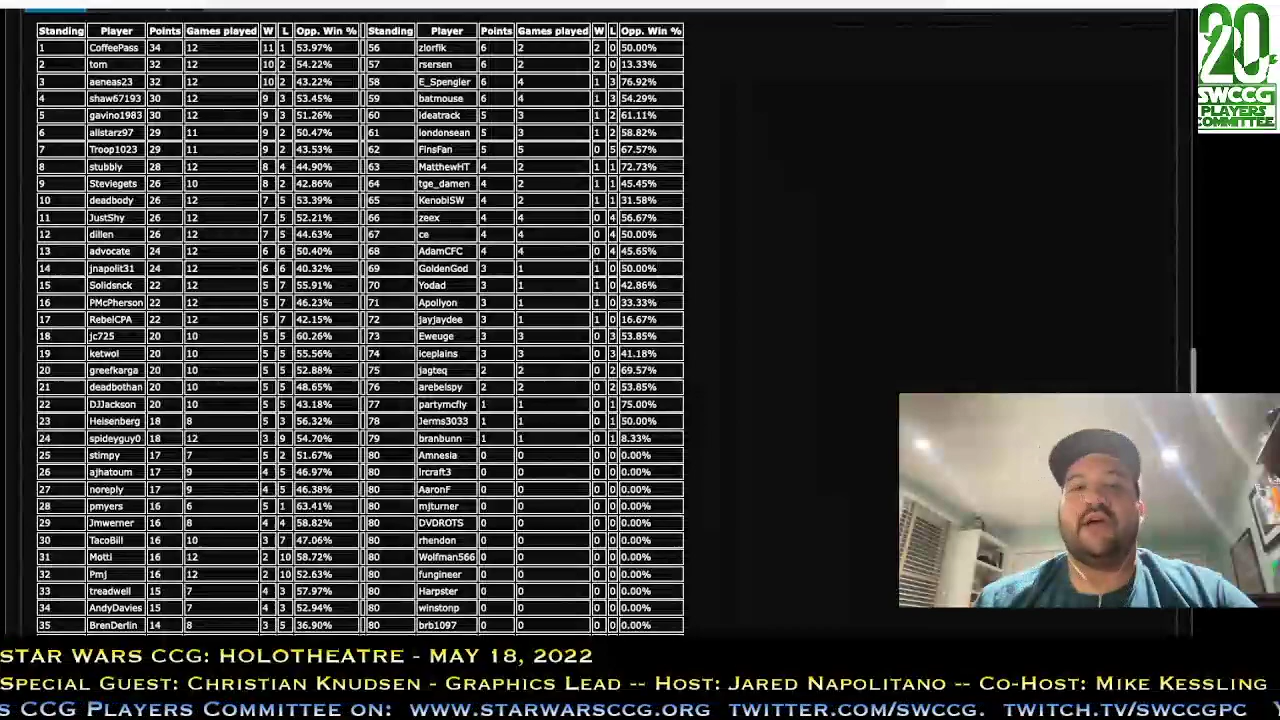 Standing Player Points Games played W L Opp. Win % Standing Player Points Games played W L Opp. Win %
1 CoffeePass 34 12 11 1 53.97% 56 zlorfik 6 2 2 0 50.00%
2 tom 32 12 10 2 54.22% 57 rsersen 6 2 2 0 13.33%
3 aeneas23 32 12 10 2 43.22% 58 E_Spengler 6 4 1 3 76.92%
4 shaw67193 30 12 9 3 53.45% 59 batmouse 6 4 1 3 54.29%
5 gavino1983 30 12 9 3 51.26% 60 ideatrack 5 3 1 2 61.11%
6 allstarz97 29 11 9 2 50.47% 61 londonsean 5 3 1 2 58.82%
7 Troop1023 29 11 9 2 43.53% 62 FinsFan 5 5 0 5 67.57%
8 stubbly 28 12 8 4 44.90% 63 MatthewHT 4 2 1 1 72.73%
9 Stevlegets 26 10 8 2 42.86% 64 tge_damen 4 2 1 1 45.45%
10 deadbody 26 12 7 5 53.39% 65 KenobiSW 4 2 1 1 31.58%
11 JustShy 26 12 7 5 52.21% 66 zeex 4 4 0 4 56.67%
12 dillen 26 12 7 5 44.63% 67 ce 4 4 0 4 50.00%
13 advocate 24 12 6 6 50.40% 68 AdamCFC 4 4 0 4 45.65%
14 jnapolit31 24 12 6 6 40.32% 69 GoldenGod 3 1 1 0 50.00%
15 Solidsnck 22 12 5 7 55.91% 70 Yodad 3 1 1 0 42.86%
16 PMcPherson 22 12 5 7 46.23% 71 Apollyon 3 1 1 0 33.33%
17 RebelCPA 22 12 5 7 42.15% 72 jayjaydee 3 1 1 0 16.67%
18 jc725 20 10 5 5 60.26% 73 Eweuge 3 3 0 3 53.85%
19 ketwol 20 10 5 5 55.56% 74 iceplains 3 3 0 3 41.18%
20 greefkarga 20 10 5 5 52.88% 75 jagteq 2 2 0 2 69.57%
21 deadbothan 20 10 5 5 48.65% 76 arebelspy 2 2 0 2 53.85%
22 DJJackson 20 10 5 5 43.18% 77 partymcfly 1 1 0 1 75.00%
23 Heisenberg 18 8 5 3 56.32% 78 Jerms3033 1 1 0 1 50.00%
24 spideyguy0 18 12 3 9 54.70% 79 branbunn 1 1 0 1 8.33%
25 stimpy 17 7 5 2 51.67% 80 Amnesia 0 0 0 0 0.00%
26 ajhatoum 17 9 4 5 46.97% 80 lrcraft3 0 0 0 0 0.00%
27 noreply 17 9 4 5 46.38% 80 AaronF 0 0 0 0 0.00%
28 pmyers 16 6 5 1 63.41% 80 mjturner 0 0 0 0 0.00%
29 Jmwerner 16 8 4 4 58.82% 80 DVDROTS 0 0 0 0 0.00%
30 TacoBill 16 10 3 7 47.06% 80 rhendon 0 0 0 0 0.00%
31 Motti 16 12 2 10 58.72% 80 Wolfman566 0 0 0 0 0.00%
32 Pmj 16 12 2 10 52.63% 80 fungineer 0 0 0 0 0.00%
33 treadwell 15 7 4 3 57.97% 80 Harpster 0 0 0 0 0.00%
34 AndyDavies 15 7 4 3 52.94% 80 winstonp 0 0 0 0 0.00%
35 BrenDerlin 14 8 3 5 36.90% 80 brb1097 0 0 0 0 0.00%
20
SWCCG
PLAYERS
COMMITTEE
STAR WARS CCG: HOLOTHEATRE - MAY 18, 2022
SPECIAL GUEST: CHRISTIAN KNUDSEN - GRAPHICS LEAD -- HOST: JARED NAPOLITANO -- CO-HOST: MIKE KESSLING
S CCG PLAYERS COMMITTEE ON: WWW.STARWARSCCG.ORG TWITTER.COM/SWCCG. TWITCH.TV/SWCCGPC